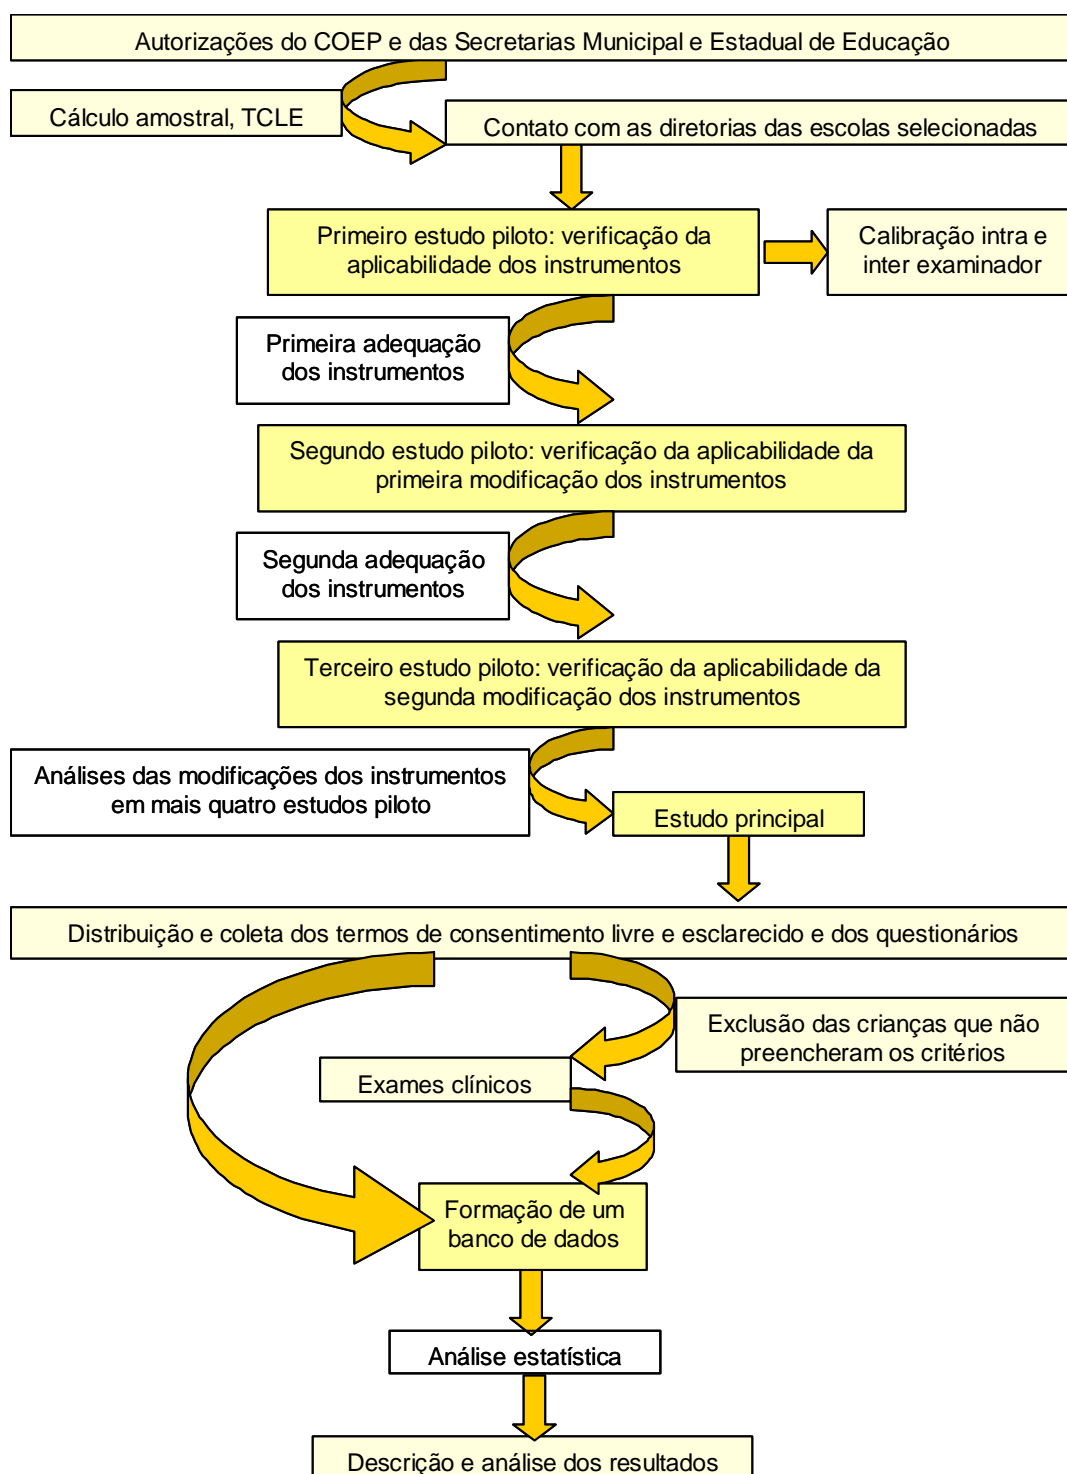 Autorizações do COEP e das Secretarias Municipal e Estadual de Educação
Cálculo amostral, TCLE
Contato com as diretorias das escolas selecionadas
Primeiro estudo piloto: verificação da
aplicabilidade dos instrumentos
Calibração intra e
inter examinador
Primeira adequação
dos instrumentos
Segundo estudo piloto: verificação da aplicabilidade da
primeira modificação dos instrumentos
Segunda adequação
dos instrumentos
Terceiro estudo piloto: verificação da aplicabilidade da
segunda modificação dos instrumentos
Análises das modificações dos instrumentos
em mais quatro estudos piloto
Estudo principal
Distribuição e coleta dos termos de consentimento livre e esclarecido e dos questionários
Exclusão das crianças que não
preencheram os critérios
Exames clínicos
Formação de um
banco de dados
Análise estatística
Descrição e análise dos resultados